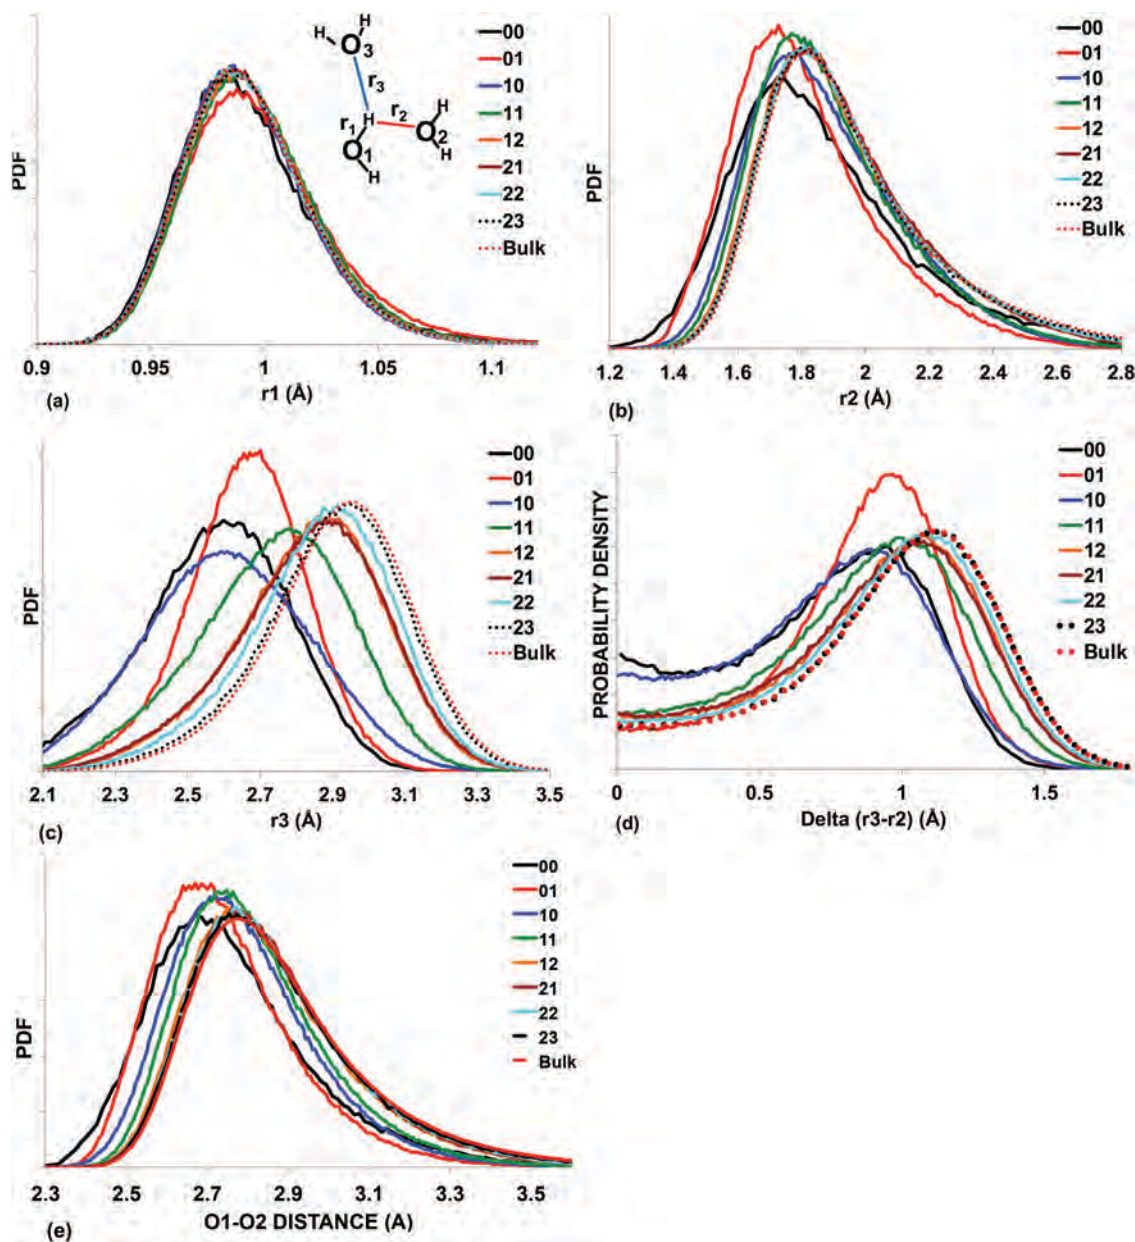 PDF
H
H
O3
r3
r1
H
r2
H
O2
H
O1
H
00
01
10
11
12
21
22
23
Bulk
0.9 0.95 1 1.05 1.1
(a)
r1 (Å)
PDF
00
01
10
11
12
21
22
23
Bulk
1.2 1.4 1.6 1.8 2 2.2 2.4 2.6 2.8
(b)
r2 (Å)
PDF
00
01
10
11
12
21
22
23
Bulk
2.1 2.3 2.5 2.7 2.9 3.1 3.3 3.5
(c)
r3 (Å)
PROBABILITY DENSITY
00
01
10
11
12
21
22
23
Bulk
0 0.5 1 1.5
(d)
Delta (r3-r2) (Å)
PDF
00
01
10
11
12
21
22
23
Bulk
2.3 2.5 2.7 2.9 3.1 3.3 3.5
(e)
O1-O2 DISTANCE (A)